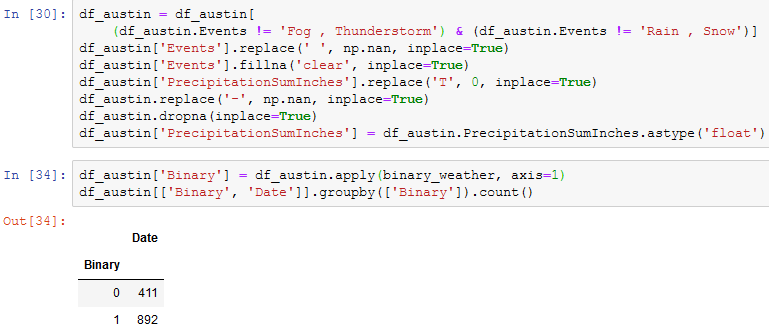 In [30]: df_austin = df_austin[
(df_austin.Events != 'Fog , Thunderstorm') & (df_austin.Events != 'Rain , Snow')]
df_austin['Events'].replace(' ', np.nan, inplace=True)
df_austin['Events'].fillna('clear', inplace=True)
df_austin['PrecipitationSumInches'].replace('T', 0, inplace=True)
df_austin.replace('-', np.nan, inplace=True)
df_austin.dropna(inplace=True)
df_austin['PrecipitationSumInches'] = df_austin.PrecipitationSumInches.astype('float')
In [34]: df_austin['Binary'] = df_austin.apply(binary_weather, axis=1)
df_austin[['Binary', 'Date']].groupby(['Binary']).count()
Out[34]:
Date
Binary
0 411
1 892